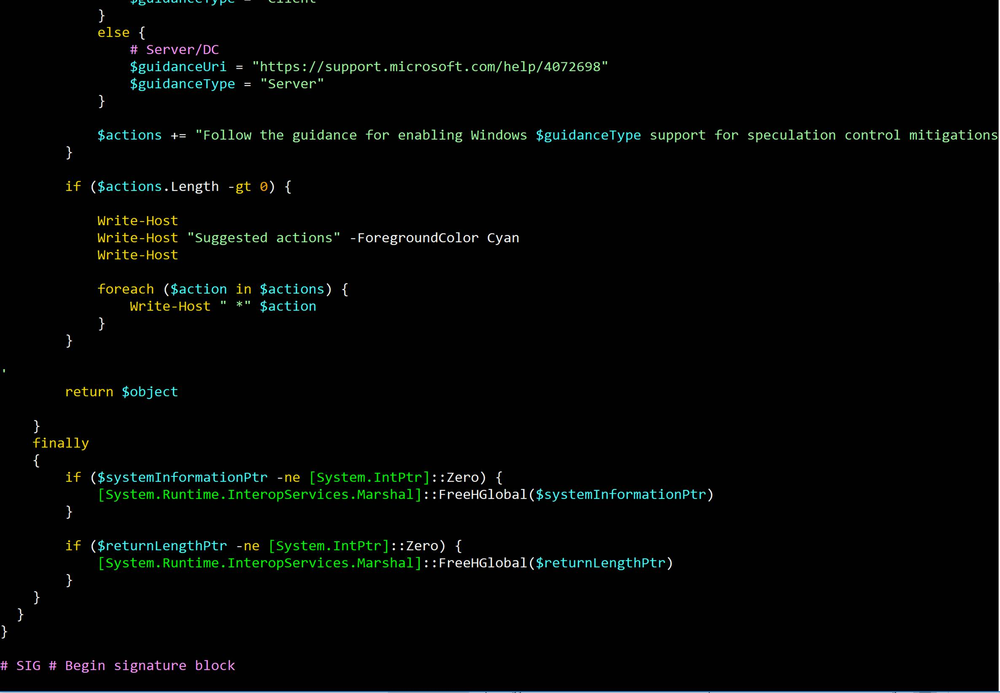 $guidanceType = "Client"
}
else {
# Server/DC
$guidanceUri = "https://support.microsoft.com/help/4072698"
$guidanceType = "Server"
}
$actions += "Follow the guidance for enabling Windows $guidanceType support for speculation control mitigations
}
if ($actions.Length -gt 0) {
Write-Host
Write-Host "Suggested actions" -ForegroundColor Cyan
Write-Host
foreach ($action in $actions) {
Write-Host " *" $action
}
}
'
return $object
}
finally
{
if ($systemInformationPtr -ne [System.IntPtr]::Zero) {
[System.Runtime.InteropServices.Marshal]::FreeHGlobal($systemInformationPtr)
}
if ($returnLengthPtr -ne [System.IntPtr]::Zero) {
[System.Runtime.InteropServices.Marshal]::FreeHGlobal($returnLengthPtr)
}
}
}
}
# SIG # Begin signature block